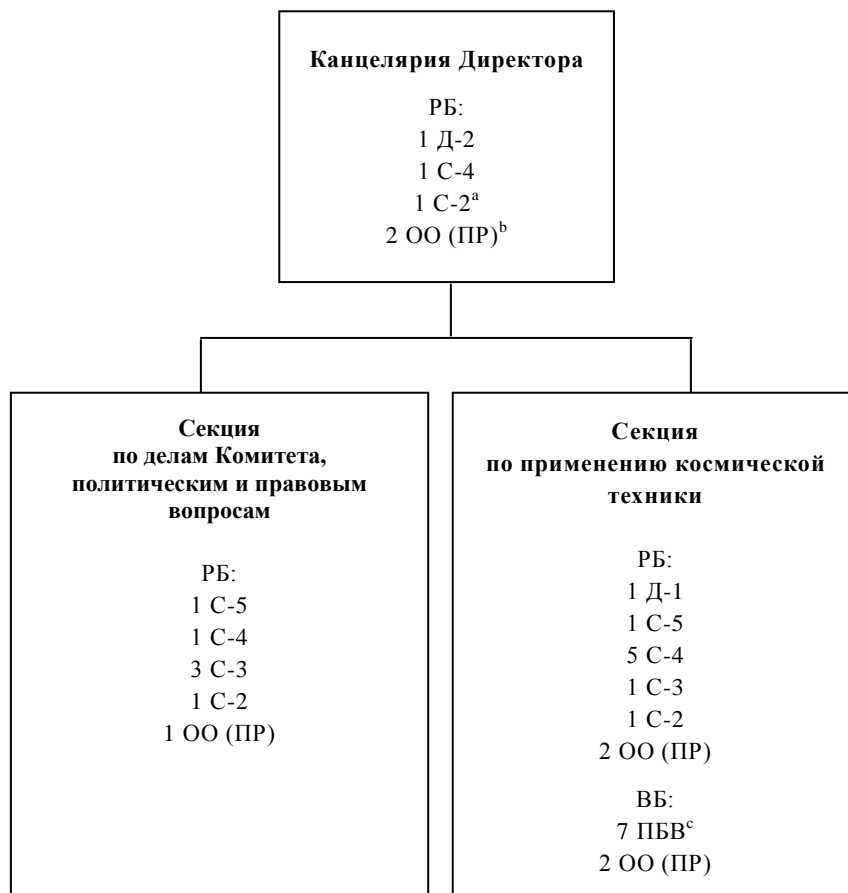 Канцелярия Директора
РБ:
1 Д-2
1 С-4
1 С-2ᵃ
2 ОО (ПР)ᵇ
Секция
по делам Комитета,
политическим и правовым
вопросам
РБ:
1 С-5
1 С-4
3 С-3
1 С-2
1 ОО (ПР)
Секция
по применению космической
техники
РБ:
1 Д-1
1 С-5
5 С-4
1 С-3
1 С-2
2 ОО (ПР)
ВБ:
7 ПБВᶜ
2 ОО (ПР)